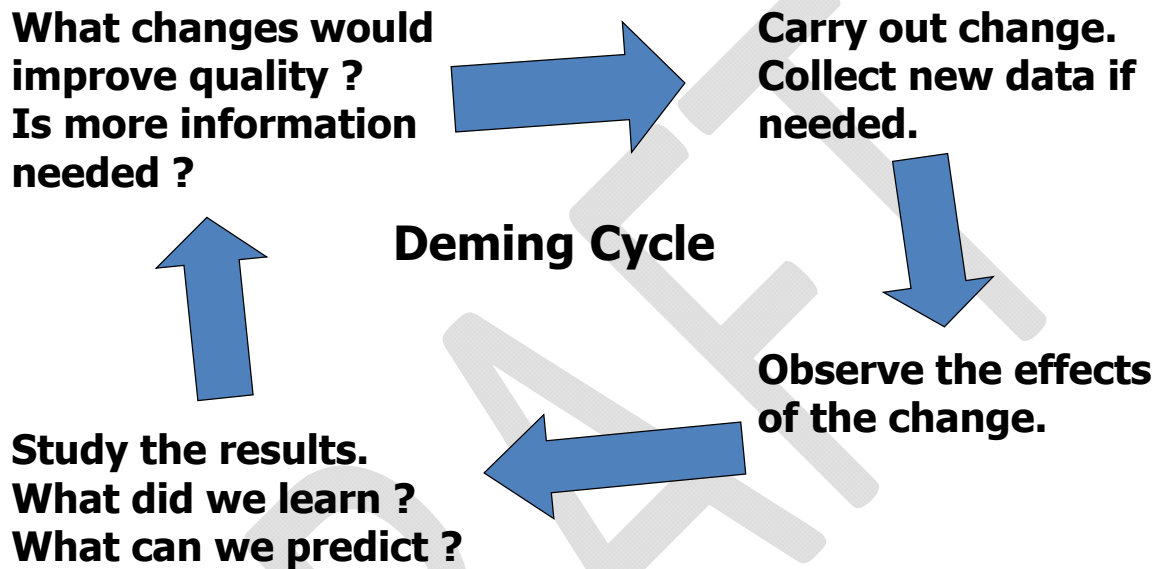 What changes would
improve quality ?
Is more information
needed ?
Carry out change.
Collect new data if
needed.
Deming Cycle
Observe the effects
of the change.
Study the results.
What did we learn ?
What can we predict ?
DRAFT